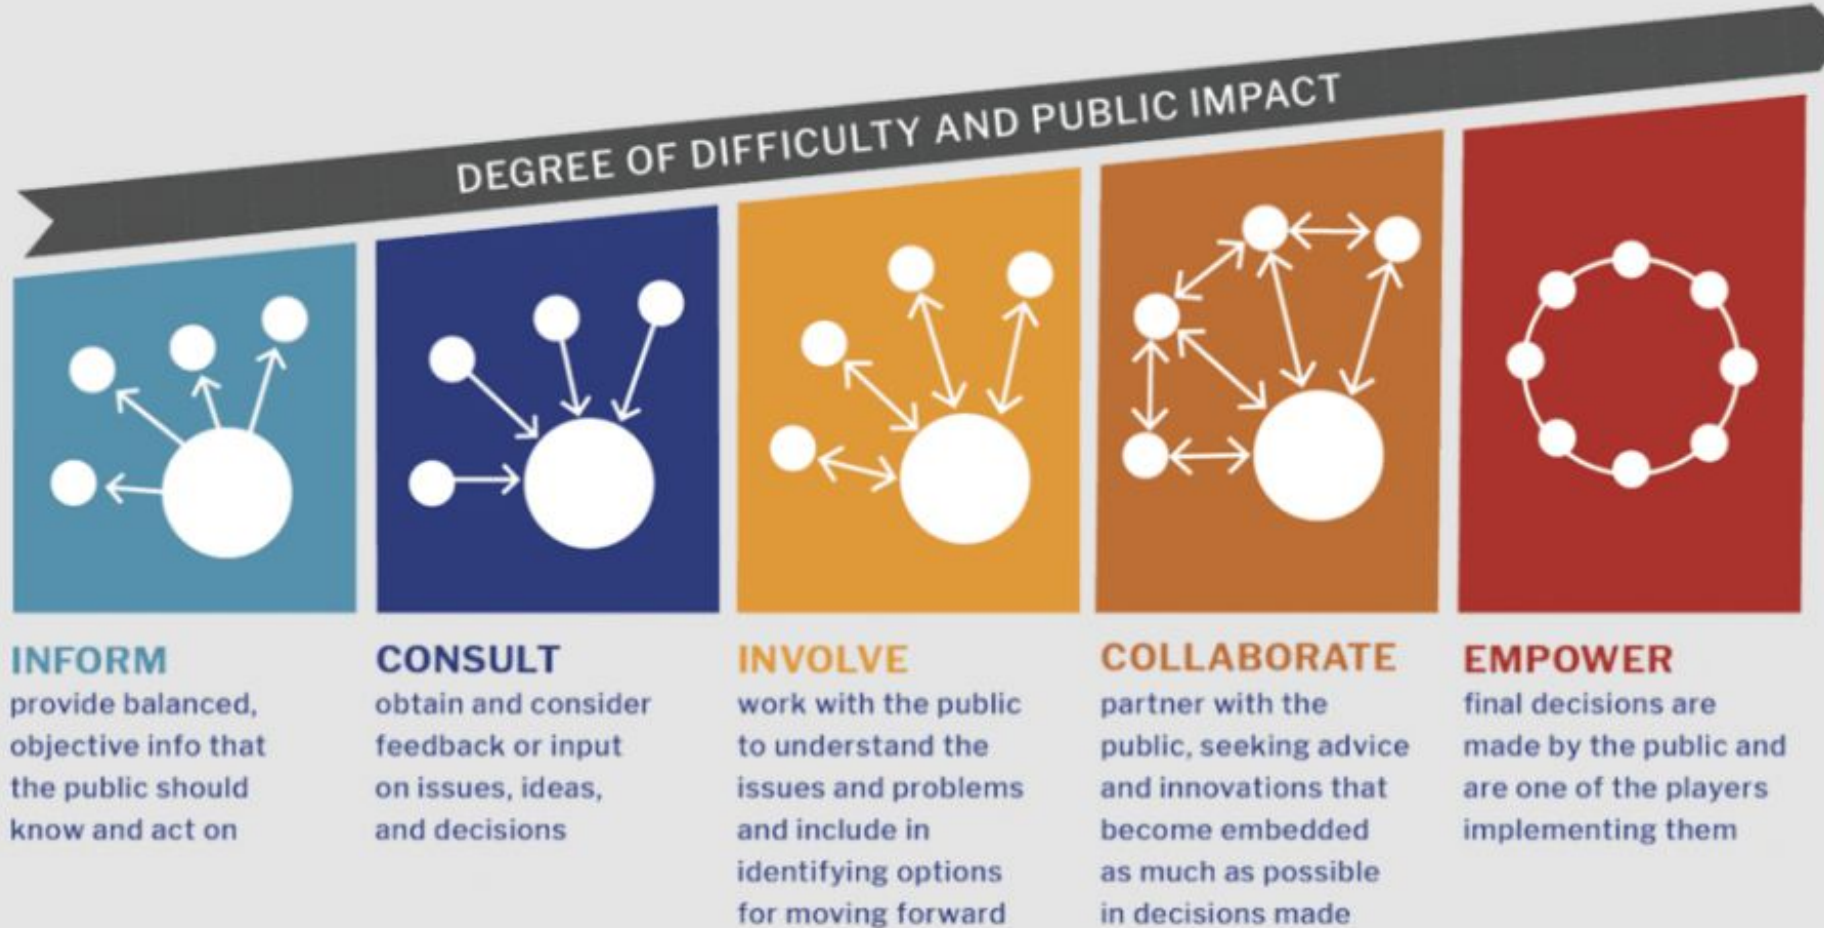 DEGREE OF DIFFICULTY AND PUBLIC IMPACT
INFORM
provide balanced,
objective info that
the public should
know and act on
CONSULT
obtain and consider
feedback or input
on issues, ideas,
and decisions
INVOLVE
work with the public
to understand the
issues and problems
and include in
identifying options
for moving forward
COLLABORATE
partner with the
public, seeking advice
and innovations that
become embedded
as much as possible
in decisions made
EMPOWER
final decisions are
made by the public and
are one of the players
implementing them